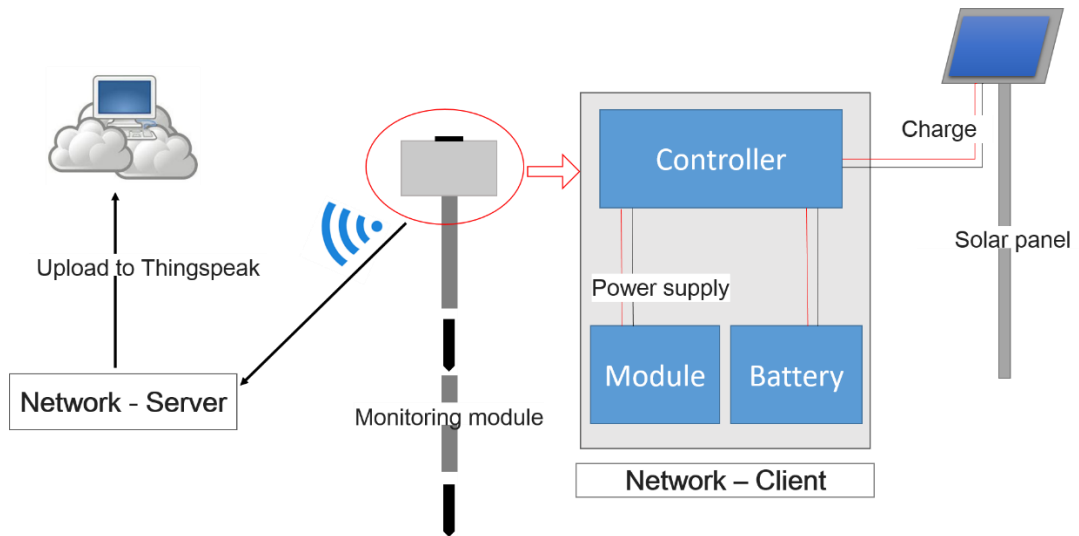 Controller
Charge
Solar panel
Upload to Thingspeak
Power supply
Module
Battery
Network - Server
Monitoring module
Network – Client